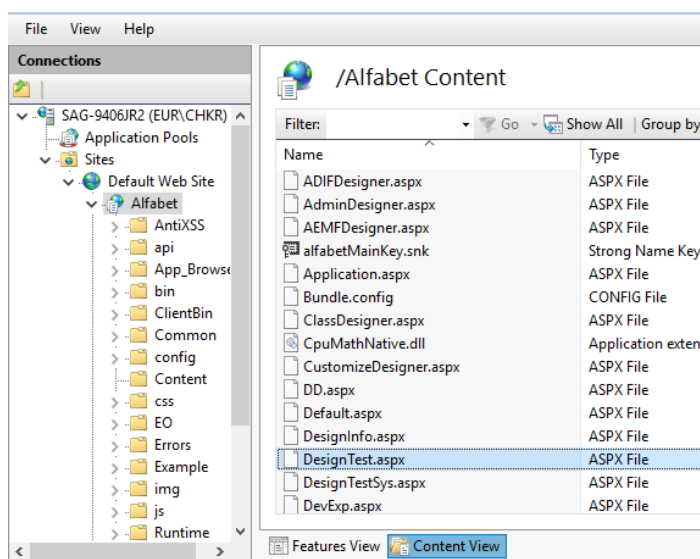 File View Help
Connections
SAG-9406JR2 (EUR\CHKR)
Application Pools
Sites
Default Web Site
Alfabet
AntiXSS
api
App_Browse
bin
ClientBin
Common
config
Content
css
EO
Errors
Example
img
js
Runtime
/Alfabet Content
Filter: Go Show All Group by
Name Type
ADIFDesigner.aspx ASPX File
AdminDesigner.aspx ASPX File
AEMFDesigner.aspx ASPX File
alfabetMainKey.snk Strong Name Key
Application.aspx ASPX File
Bundle.config CONFIG File
ClassDesigner.aspx ASPX File
CpuMathNative.dll Application exten
CustomizeDesigner.aspx ASPX File
DD.aspx ASPX File
Default.aspx ASPX File
DesignInfo.aspx ASPX File
DesignTest.aspx ASPX File
DesignTestSys.aspx ASPX File
DevExp.aspx ASPX File
Features View Content View